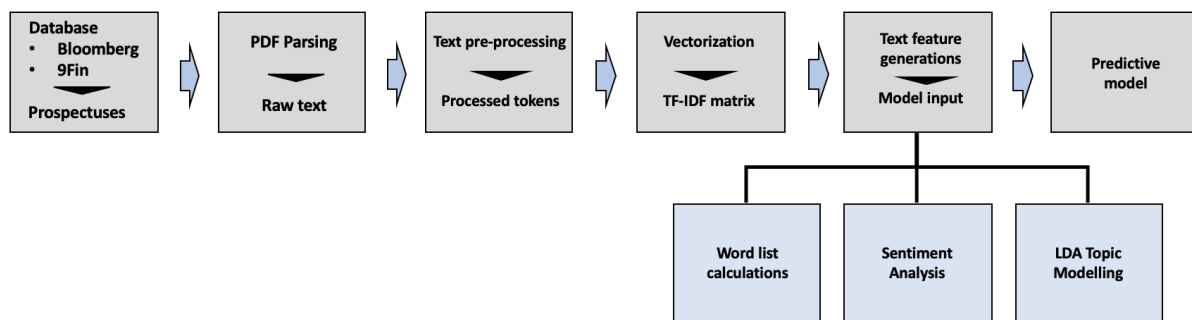 Database
• Bloomberg
• 9Fin
Prospectuses
PDF Parsing
Raw text
Text pre-processing
Processed tokens
Vectorization
TF-IDF matrix
Text feature
generations
Model input
Predictive
model
Word list
calculations
Sentiment
Analysis
LDA Topic
Modelling